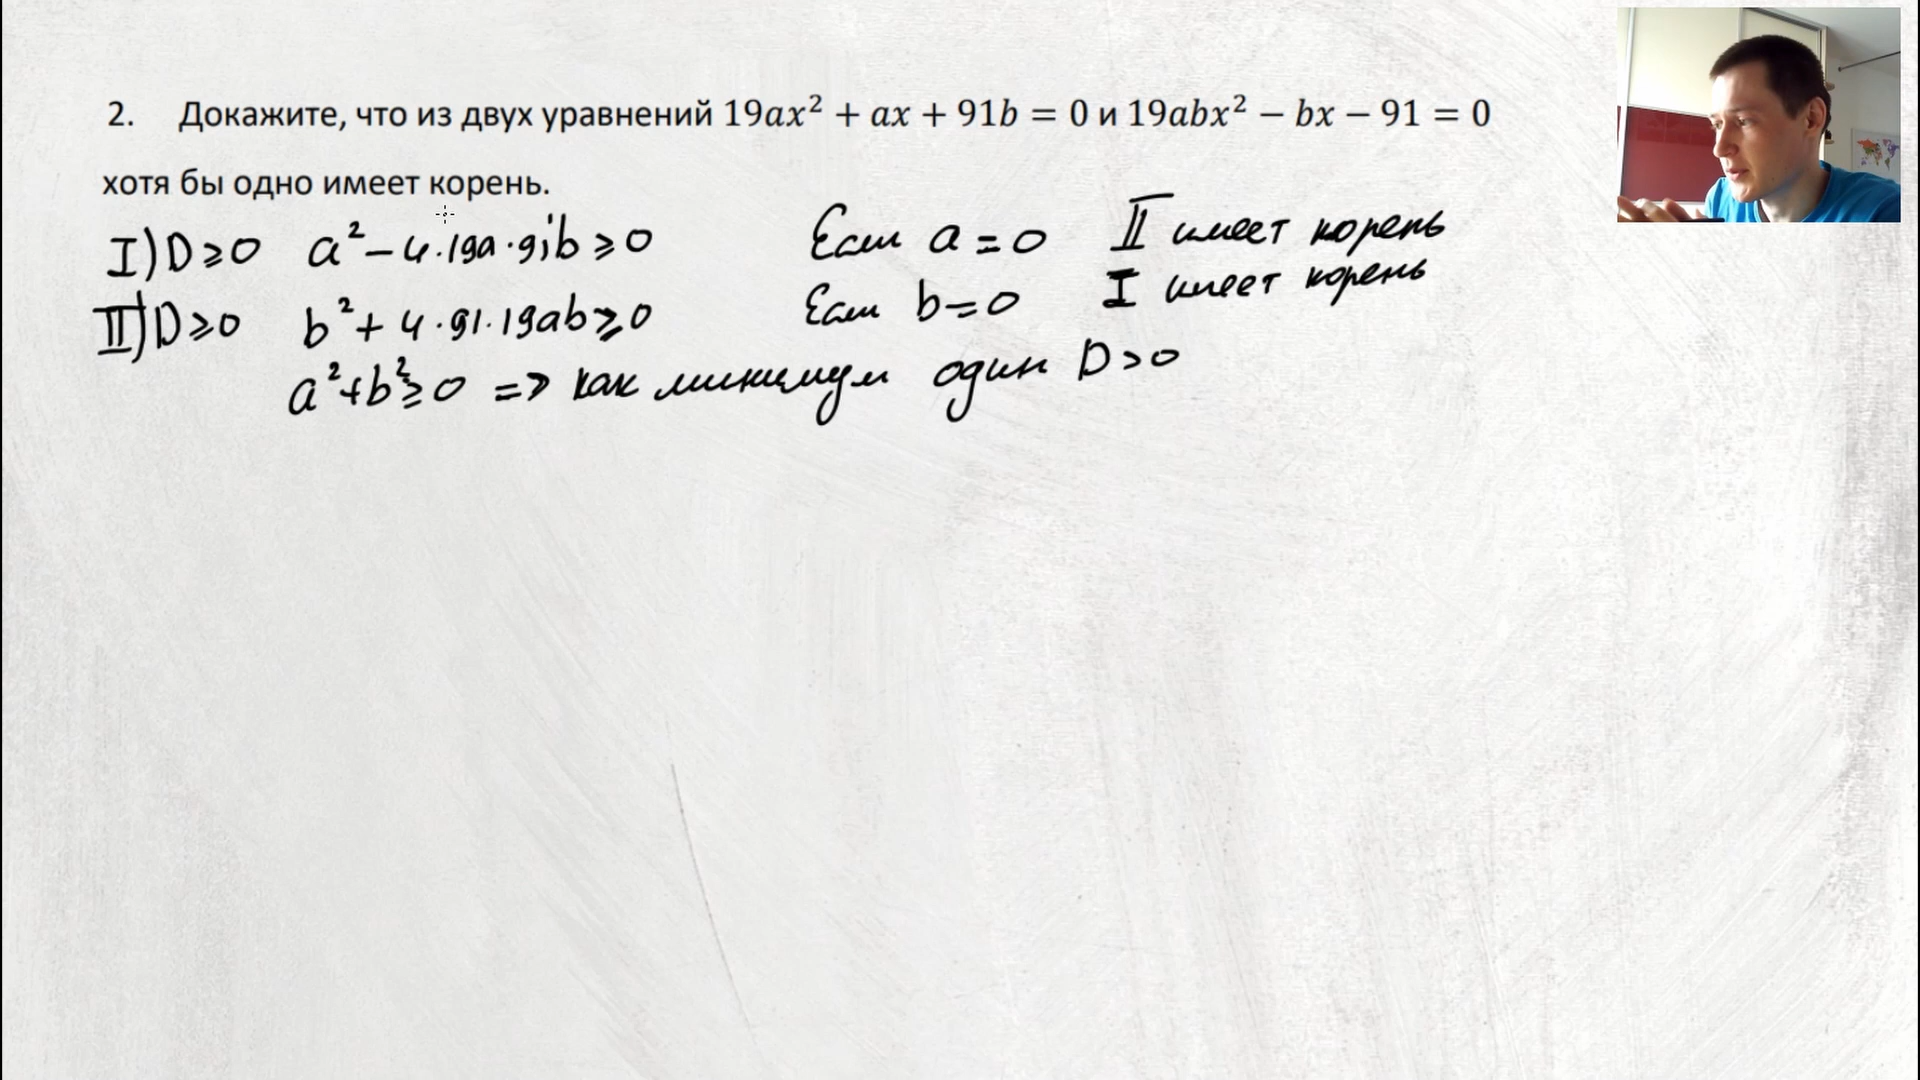 2. Докажите, что из двух уравнений 19ax² + ax + 91b = 0 и 19abx² − bx − 91 = 0
хотя бы одно имеет корень.
I) D ≥ 0 a² − 4·19a·91b ≥ 0
II) D ≥ 0 b² + 4·91·19ab ≥ 0
a² + b² ≥ 0 => как минимум один D > 0
Если a = 0 II имеет корень
Если b = 0 I имеет корень